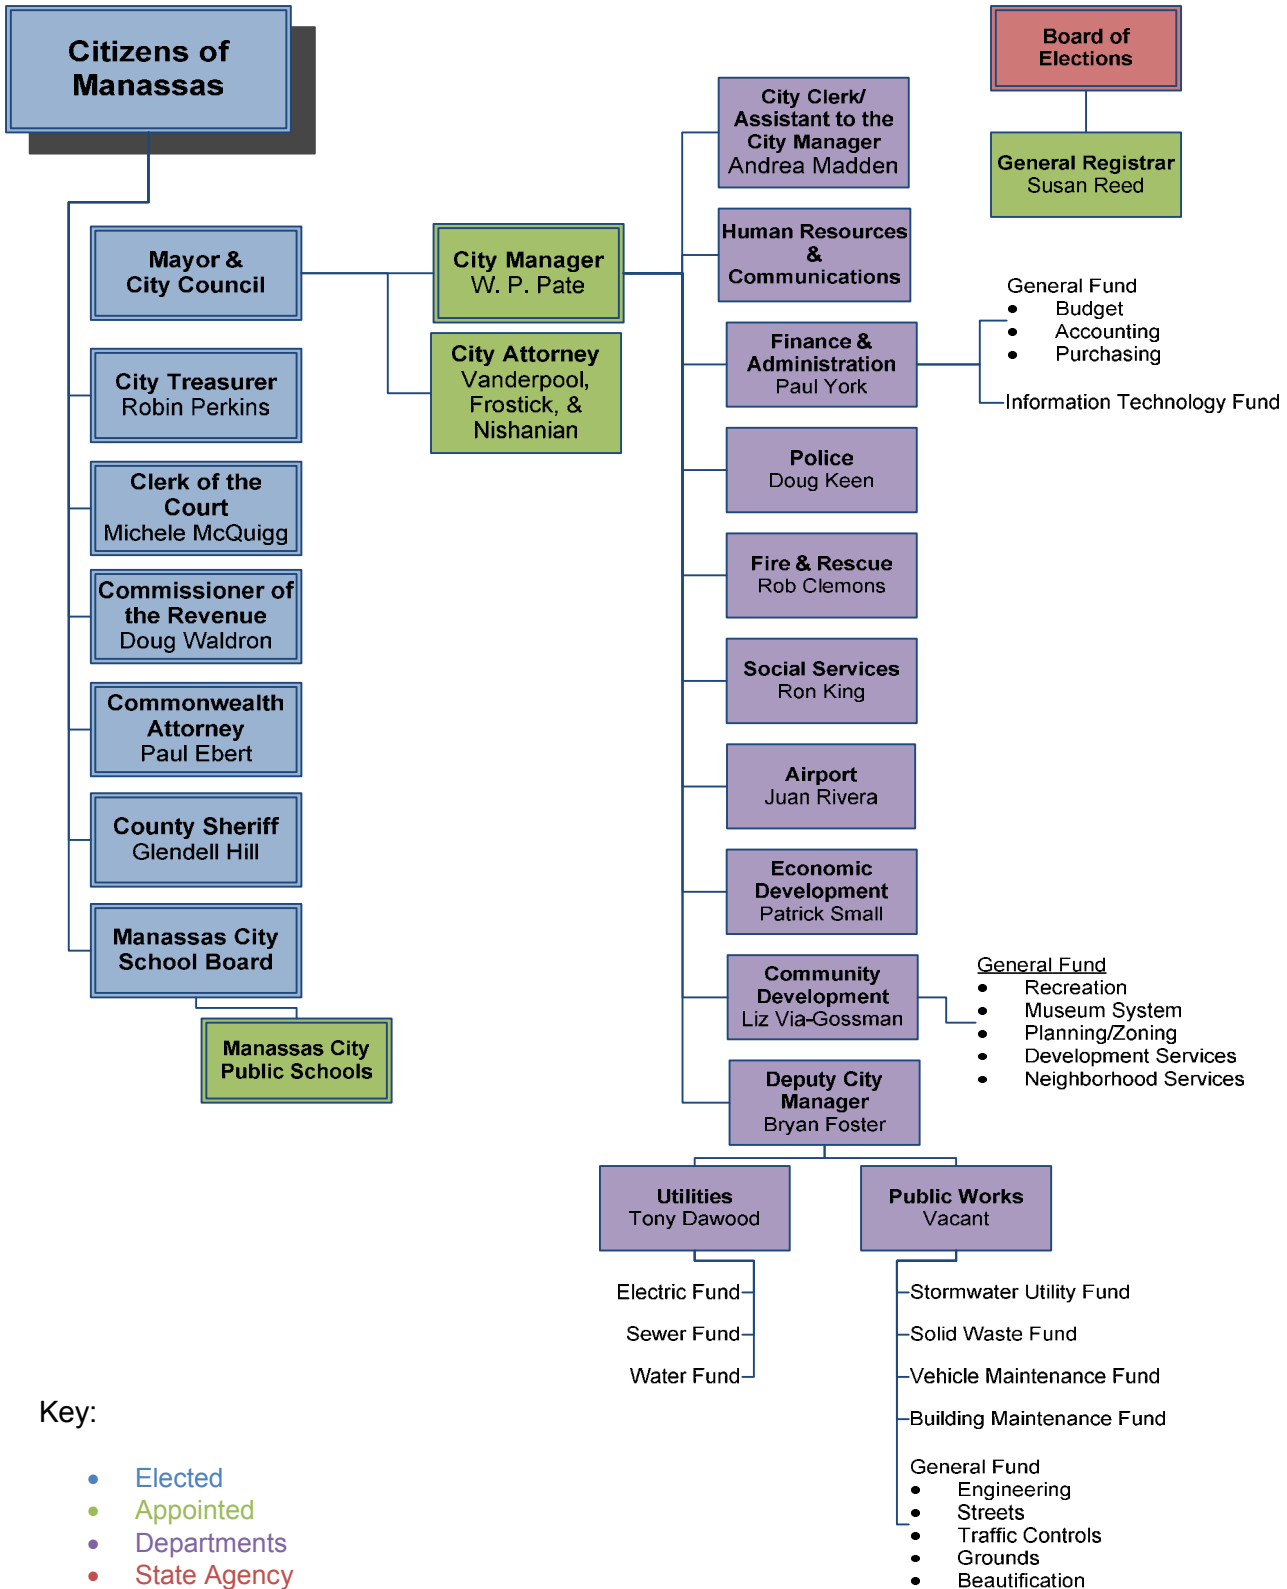 Citizens of
Manassas
Board of
Elections
General Registrar
Susan Reed
City Clerk/
Assistant to the
City Manager
Andrea Madden
Human Resources
&
Communications
Mayor &
City Council
City Manager
W. P. Pate
City Attorney
Vanderpool,
Frostick, &
Nishanian
Finance &
Administration
Paul York
General Fund
• Budget
• Accounting
• Purchasing
Information Technology Fund
City Treasurer
Robin Perkins
Clerk of the
Court
Michele McQuigg
Commissioner of
the Revenue
Doug Waldron
Commonwealth
Attorney
Paul Ebert
County Sheriff
Glendell Hill
Manassas City
School Board
Manassas City
Public Schools
Police
Doug Keen
Fire & Rescue
Rob Clemons
Social Services
Ron King
Airport
Juan Rivera
Economic
Development
Patrick Small
Community
Development
Liz Via-Gossman
General Fund
• Recreation
• Museum System
• Planning/Zoning
• Development Services
• Neighborhood Services
Deputy City
Manager
Bryan Foster
Utilities
Tony Dawood
Electric Fund
Sewer Fund
Water Fund
Public Works
Vacant
Stormwater Utility Fund
Solid Waste Fund
Vehicle Maintenance Fund
Building Maintenance Fund
General Fund
• Engineering
• Streets
• Traffic Controls
• Grounds
• Beautification
Key:
• Elected
• Appointed
• Departments
• State Agency